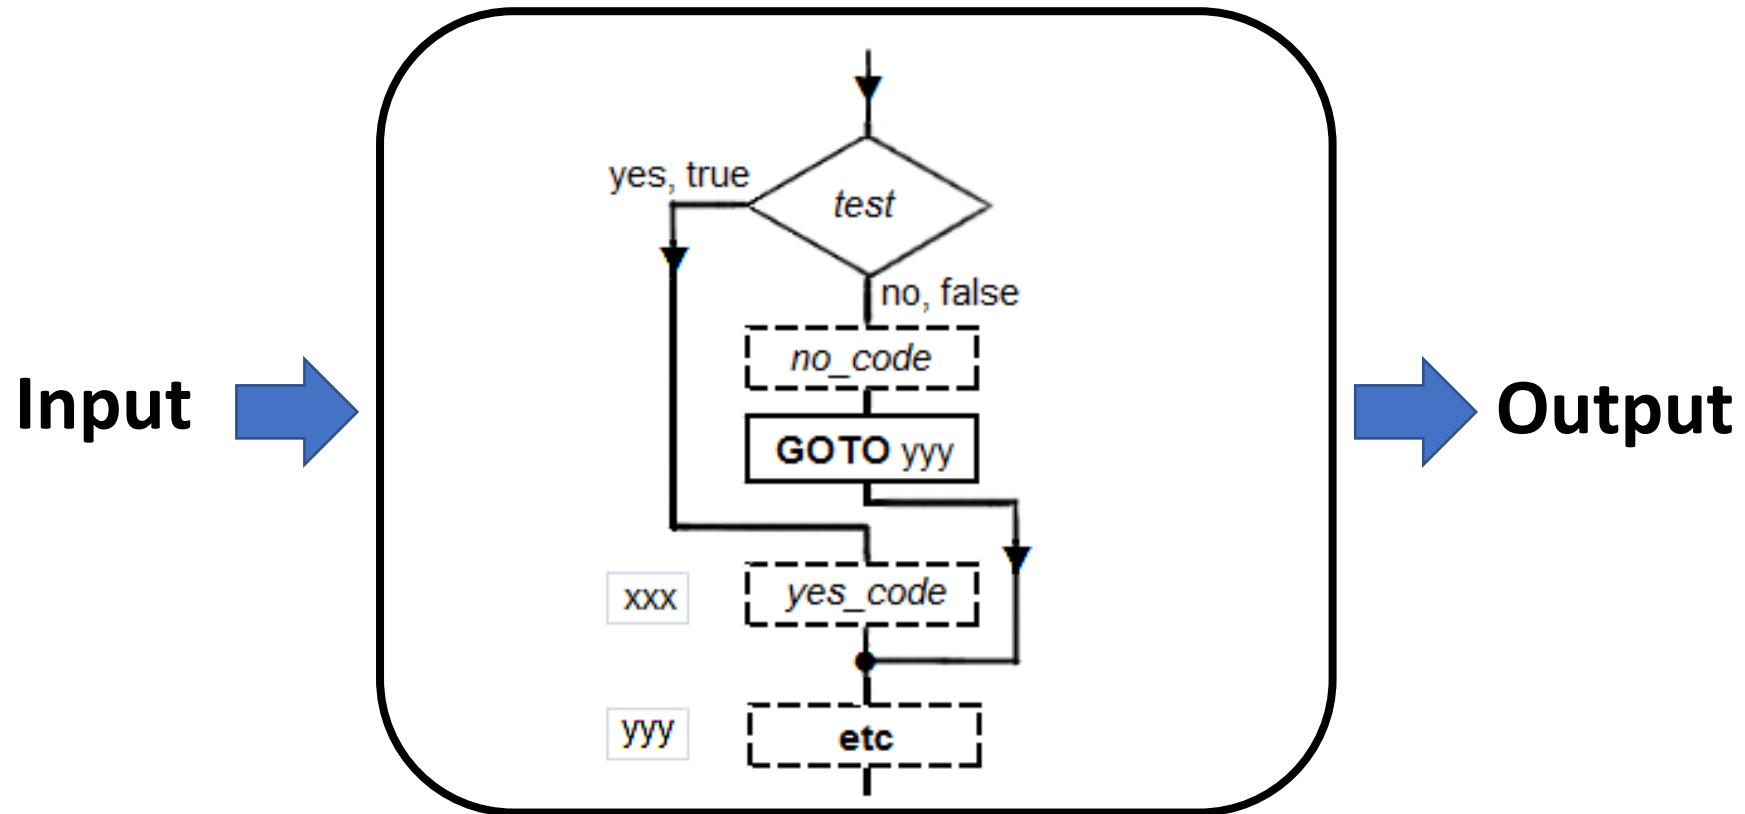 yes, true
test
no, false
no_code
Input
Output
GOTO yyy
xxx
yes_code
yyy
etc